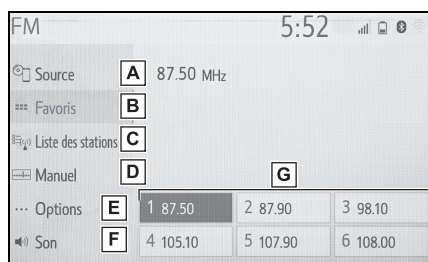 FM 5:52
Source A 87.50 MHz
Favoris B
Liste des stations C
Manuel D
G
Options E 1 87.50 2 87.90 3 98.10
Son F 4 105.10 5 107.90 6 108.00